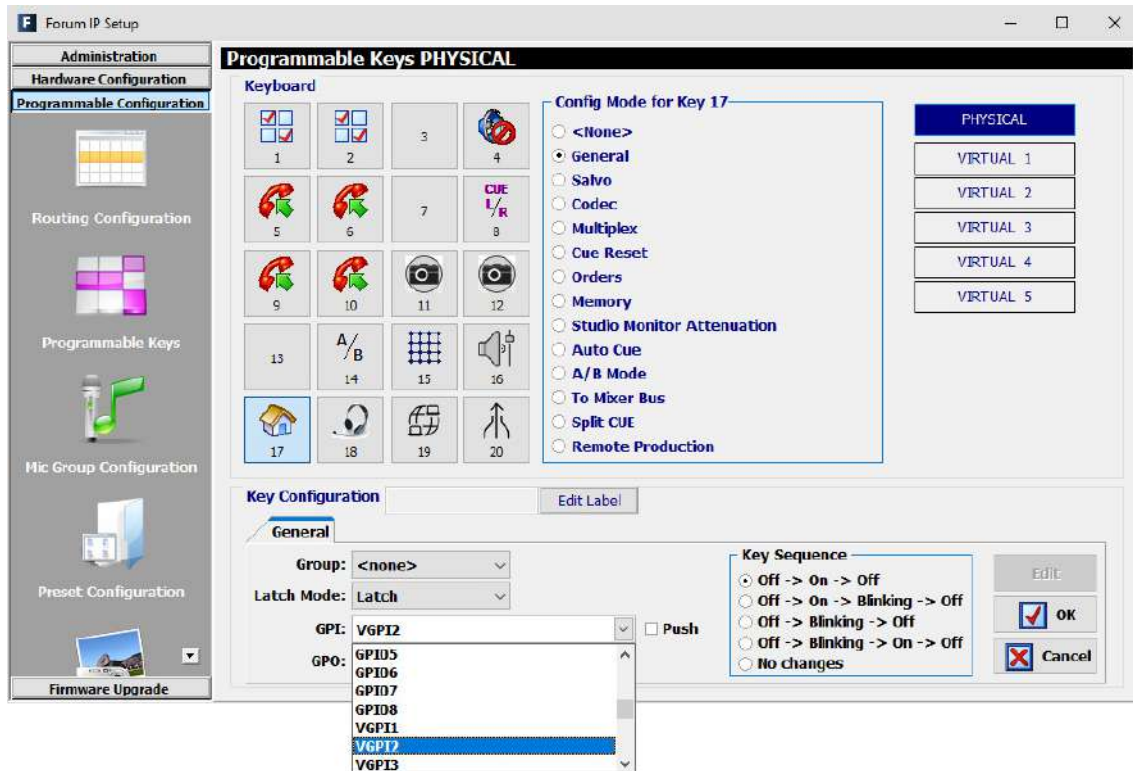 Forum IP Setup
Administration
Hardware Configuration
Programmable Configuration
Routing Configuration
Programmable Keys
Mic Group Configuration
Preset Configuration
Firmware Upgrade
Programmable Keys PHYSICAL
Keyboard
1
2
3
4
5
6
7
CUE L/R
8
9
10
11
12
13
A/B
14
15
16
17
18
19
20
Config Mode for Key 17
<None>
General
Salvo
Codec
Multiplex
Cue Reset
Orders
Memory
Studio Monitor Attenuation
Auto Cue
A/B Mode
To Mixer Bus
Split CUE
Remote Production
PHYSICAL
VIRTUAL 1
VIRTUAL 2
VIRTUAL 3
VIRTUAL 4
VIRTUAL 5
Key Configuration
Edit Label
General
Group: <none>
Latch Mode: Latch
GPI: VGPI2
Push
GPO:
GPI05
GPI06
GPI07
GPI08
VGPI1
VGPI2
VGPI3
Key Sequence
Off -> On -> Off
Off -> On -> Blinking -> Off
Off -> Blinking -> Off
Off -> Blinking -> On -> Off
No changes
Edit
OK
Cancel